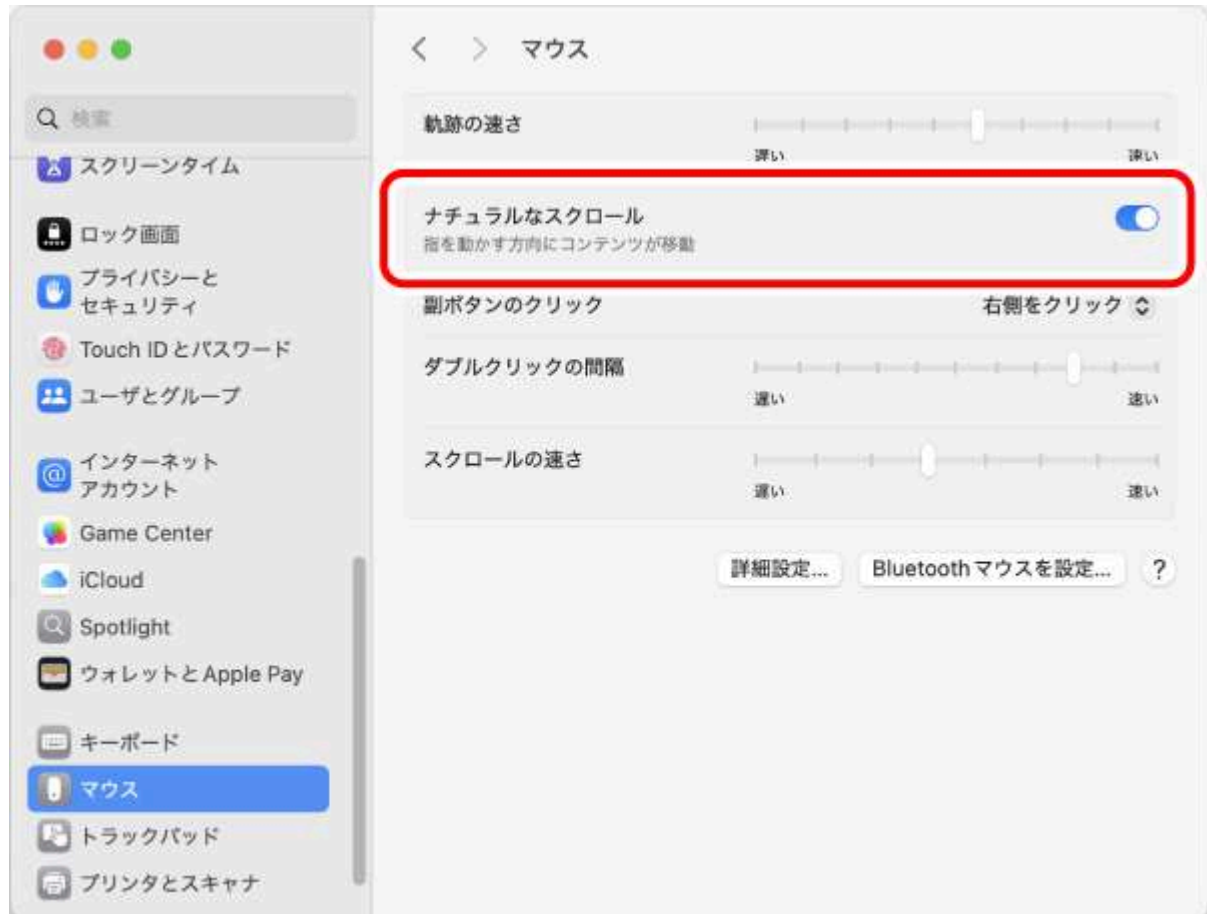 検索
スクリーンタイム
ロック画面
プライバシーと
セキュリティ
Touch IDとパスワード
ユーザとグループ
インターネット
アカウント
Game Center
iCloud
Spotlight
ウォレットとApple Pay
キーボード
マウス
トラックパッド
プリンタとスキャナ
マウス
軌跡の速さ
遅い
速い
ナチュラルなスクロール
指を動かす方向にコンテンツが移動
副ボタンのクリック
右側をクリック
ダブルクリックの間隔
遅い
速い
スクロールの速さ
遅い
速い
詳細設定...
Bluetoothマウスを設定...
?